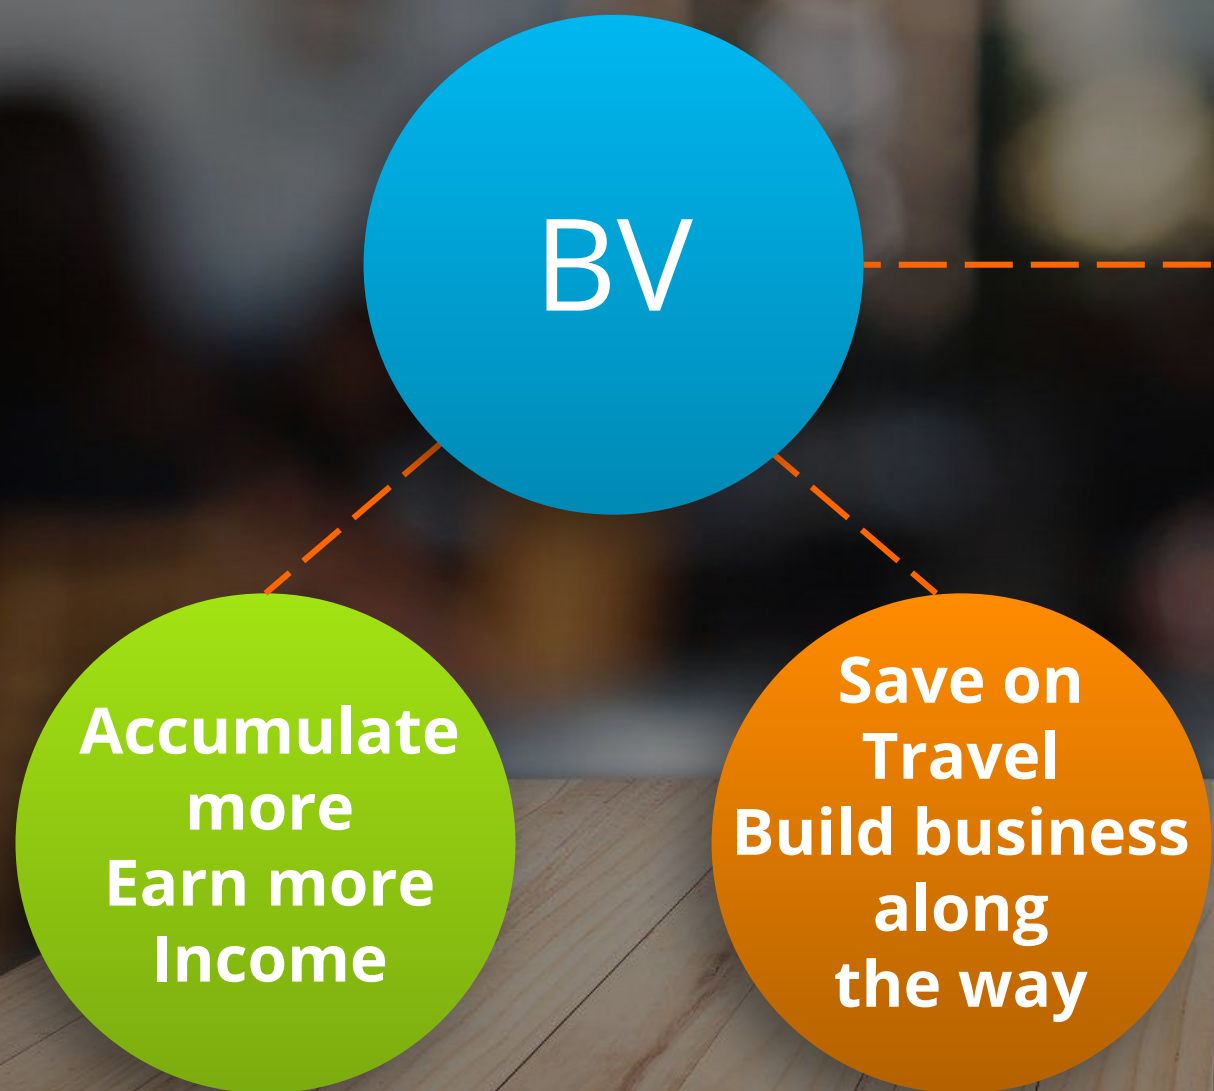 BV
Accumulate
more
Earn more
Income
Save on
Travel
Build business
along
the way